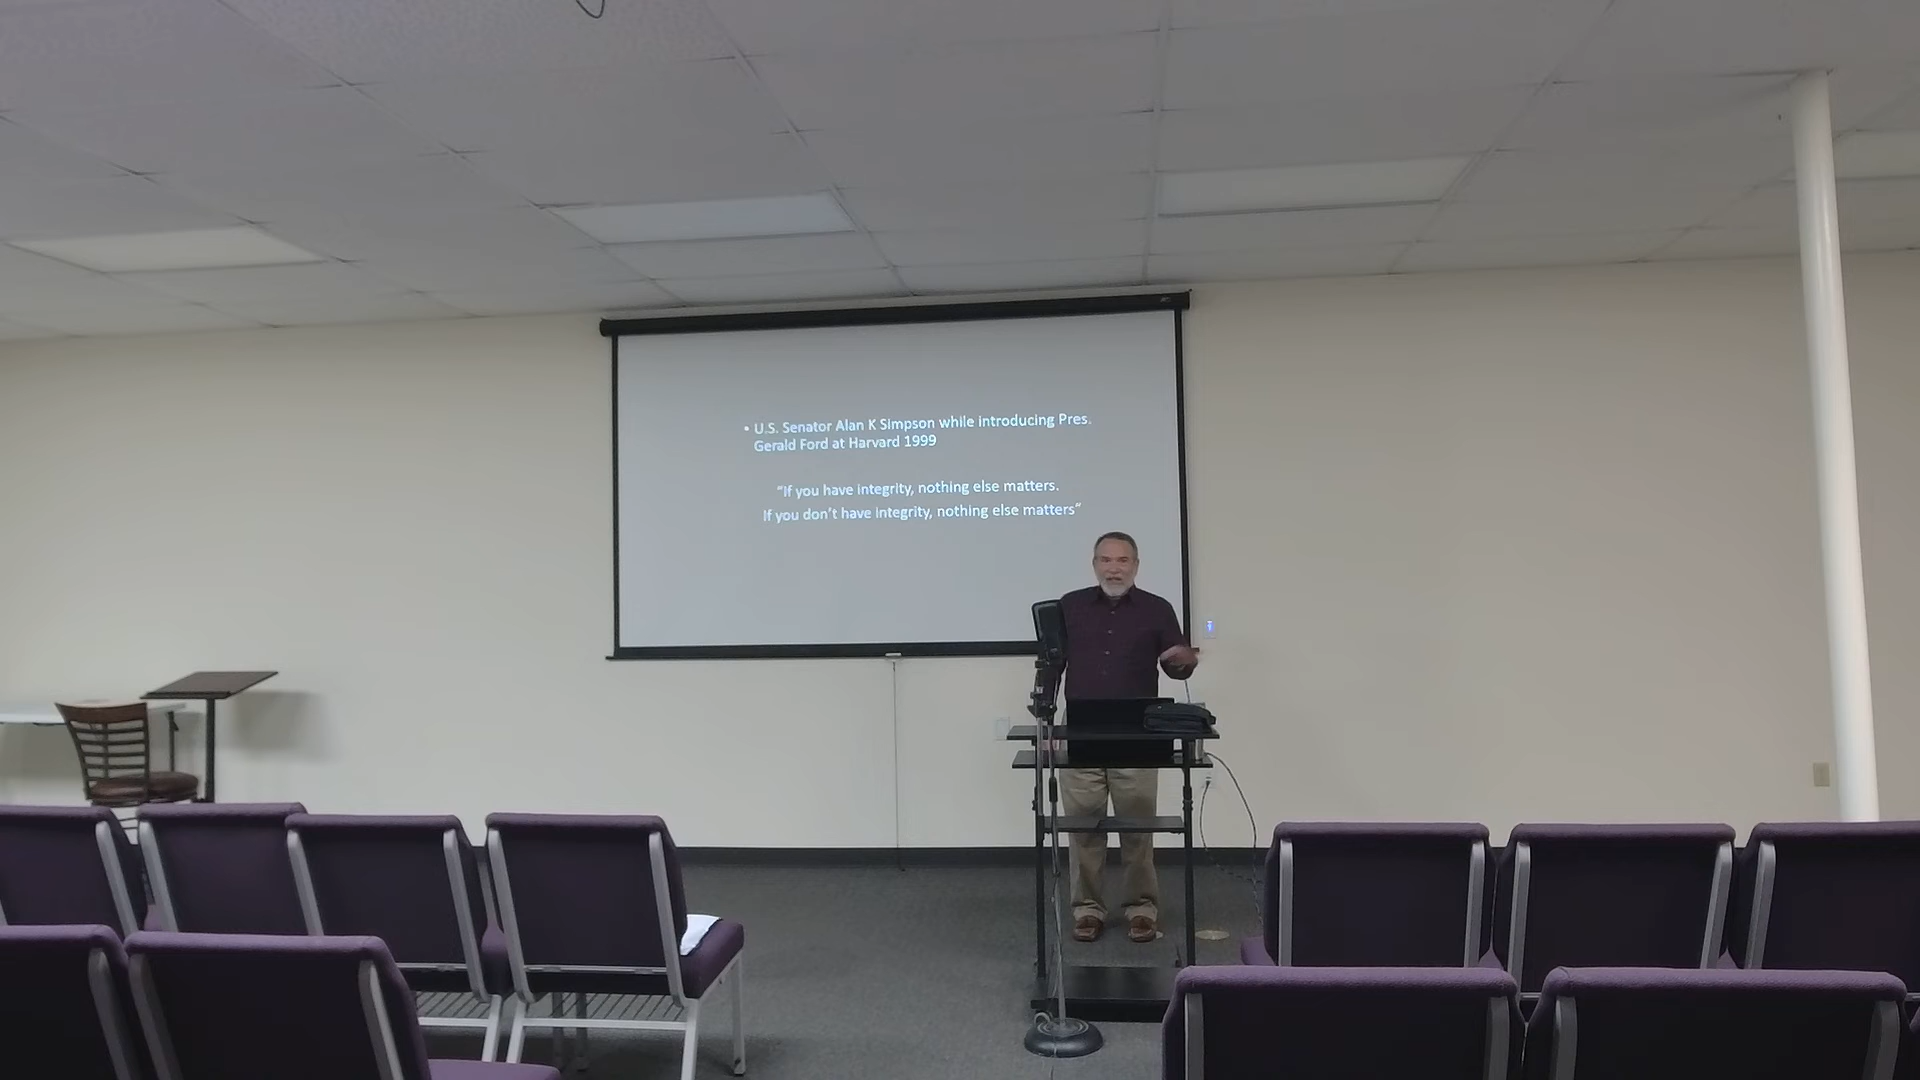 • U.S. Senator Alan K Simpson while introducing Pres.
Gerald Ford at Harvard 1999
“If you have integrity, nothing else matters.
If you don’t have integrity, nothing else matters“